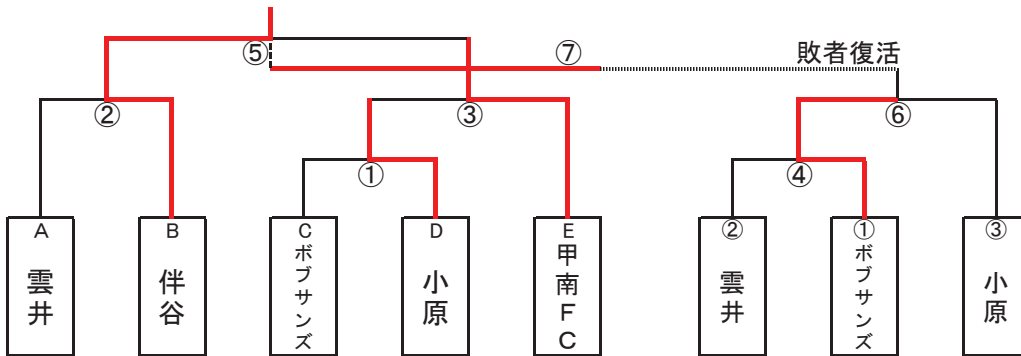 ⑤
⑦
敗者復活
②
③
⑥
①
④
A
雲井
B
伴谷
C
ボブサンズ
D
小原
E
甲南FC
②
雲井
①
ボブサンズ
③
小原